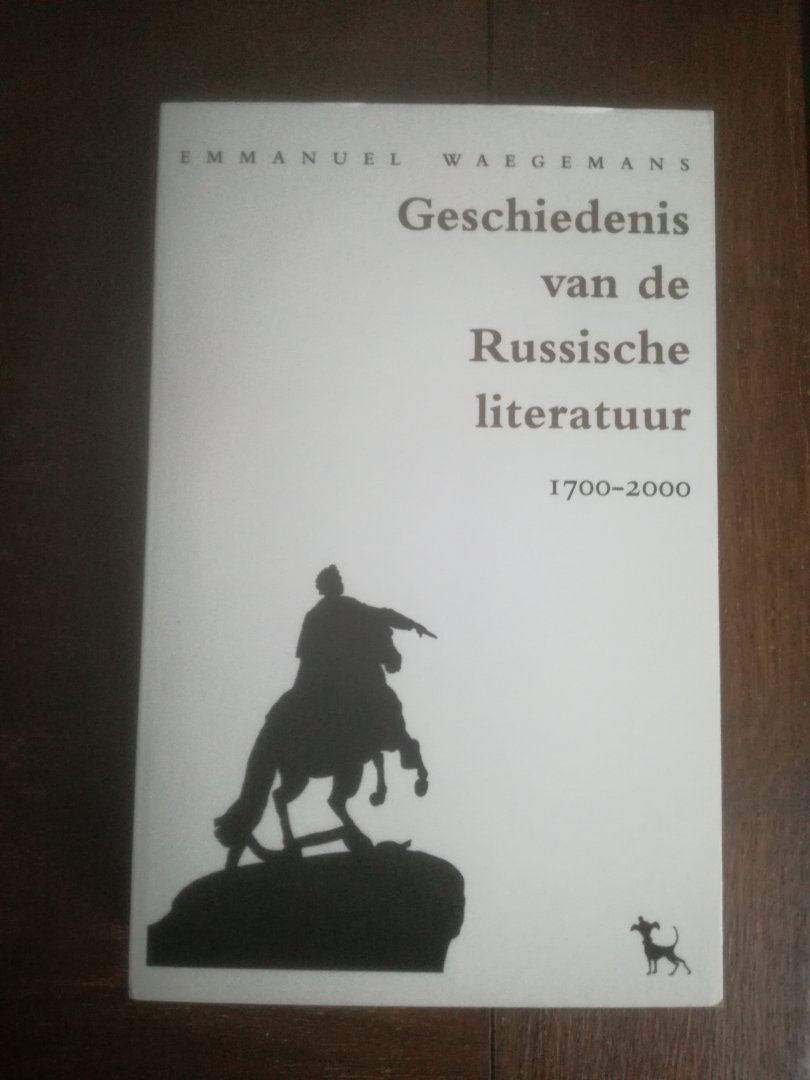 EMMANUEL WAEGEMANS
Geschiedenis
van de
Russische
literatuur
1700–2000